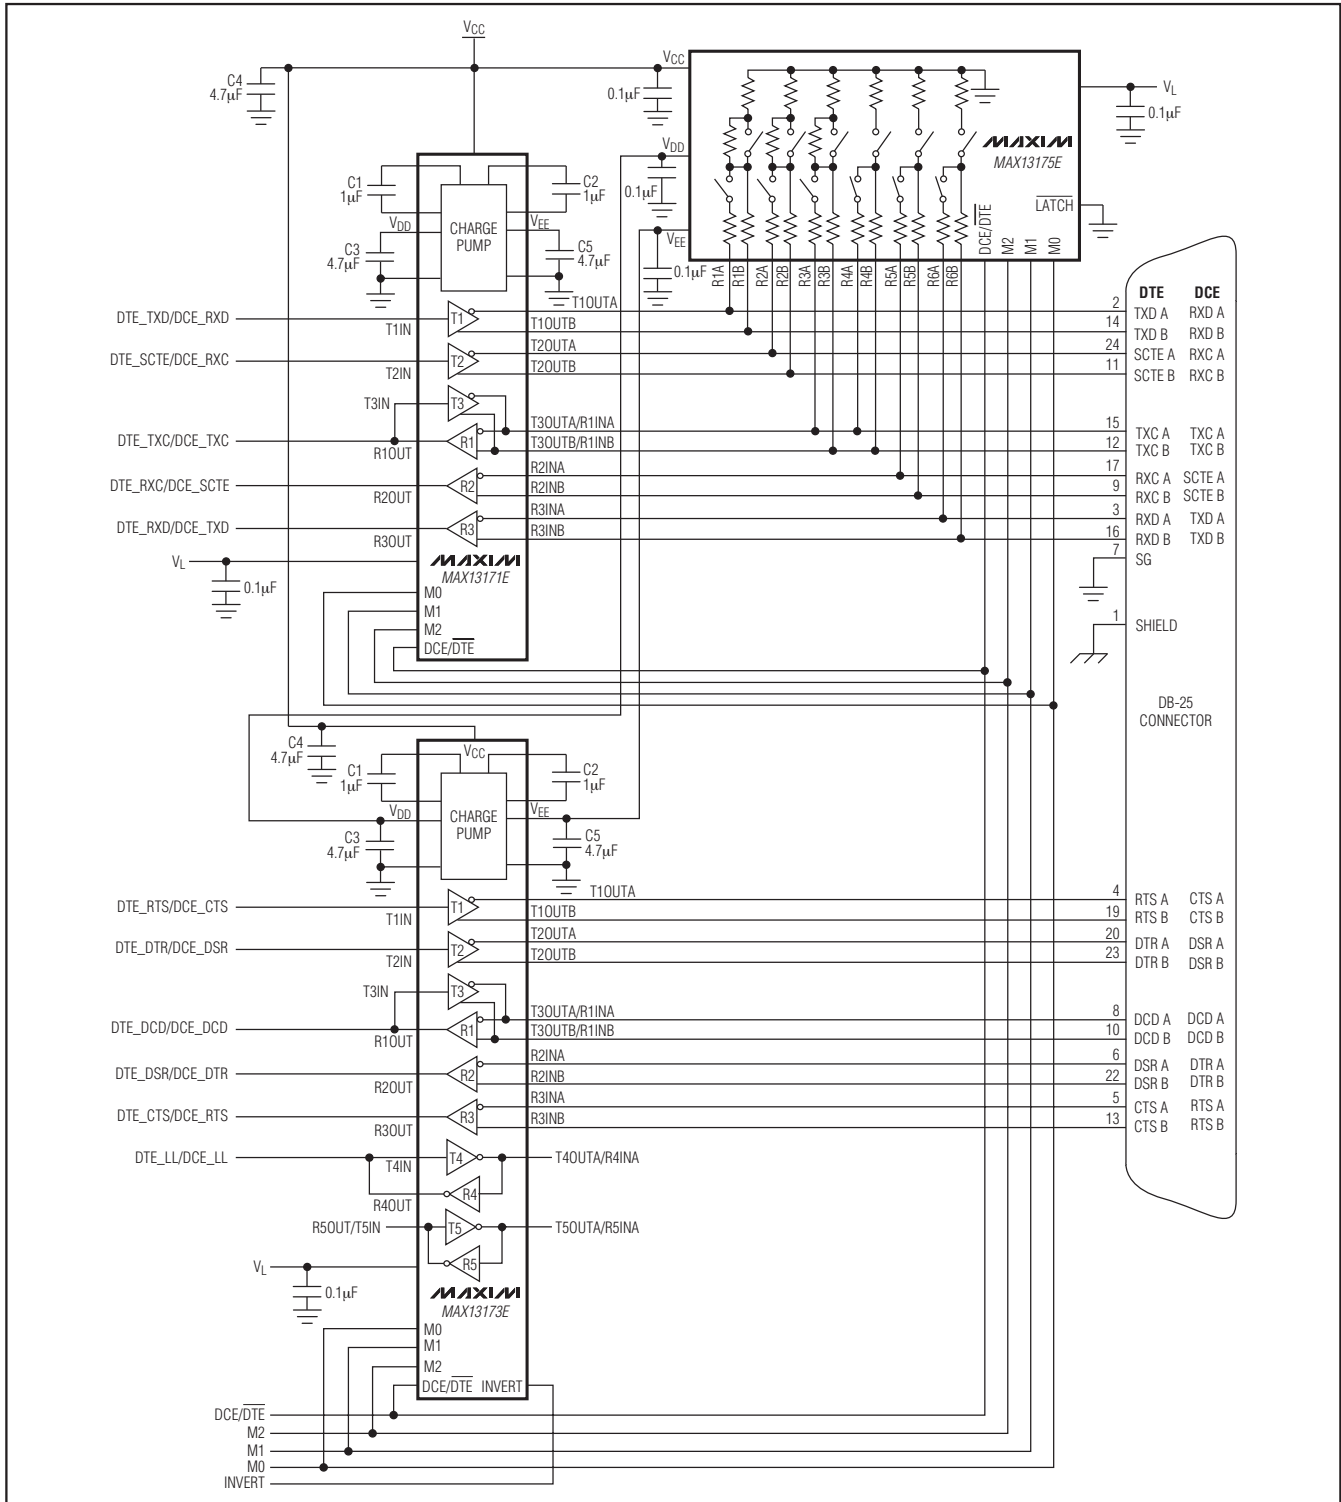 VCC
C4
4.7µF
0.1µF
VCC
VL
0.1µF
MAXIM
MAX13175E
VDD
0.1µF
LATCH
C1
1µF
C2
1µF
VDD
CHARGE
PUMP
VEE
C3
4.7µF
C5
4.7µF
VEE
0.1µF
R1A
R1B
R2A
R2B
R3A
R3B
R4A
R4B
R5A
R5B
R6A
R6B
DCE/DTE
M2
M1
M0
DTE DCE
DTE_TXD/DCE_RXD
T1IN
T1
T1OUTA
2
TXD A RXD A
T1OUTB
14
TXD B RXD B
DTE_SCTE/DCE_RXC
T2IN
T2
T2OUTA
24
SCTE A RXC A
T2OUTB
11
SCTE B RXC B
T3IN
T3
DTE_TXC/DCE_TXC
R1OUT
R1
T3OUTA/R1INA
15
TXC A TXC A
T3OUTB/R1INB
12
TXC B TXC B
DTE_RXC/DCE_SCTE
R2OUT
R2
R2INA
17
RXC A SCTE A
R2INB
9
RXC B SCTE B
DTE_RXD/DCE_TXD
R3OUT
R3
R3INA
3
RXD A TXD A
R3INB
16
RXD B TXD B
7
SG
VL
0.1µF
MAXIM
MAX13171E
M0
M1
M2
DCE/DTE
1
SHIELD
DB-25
CONNECTOR
C4
4.7µF
VCC
C1
1µF
C2
1µF
VDD
CHARGE
PUMP
VEE
C3
4.7µF
C5
4.7µF
DTE_RTS/DCE_CTS
T1IN
T1
T1OUTA
4
RTS A CTS A
T1OUTB
19
RTS B CTS B
DTE_DTR/DCE_DSR
T2IN
T2
T2OUTA
20
DTR A DSR A
T2OUTB
23
DTR B DSR B
T3IN
T3
DTE_DCD/DCE_DCD
R1OUT
R1
T3OUTA/R1INA
8
DCD A DCD A
T3OUTB/R1INB
10
DCD B DCD B
DTE_DSR/DCE_DTR
R2OUT
R2
R2INA
6
DSR A DTR A
R2INB
22
DSR B DTR B
DTE_CTS/DCE_RTS
R3OUT
R3
R3INA
5
CTS A RTS A
R3INB
13
CTS B RTS B
DTE_LL/DCE_LL
T4IN
T4
T4OUTA/R4INA
R4OUT
R4
R5OUT/T5IN
T5
T5OUTA/R5INA
R5
VL
0.1µF
MAXIM
MAX13173E
M0
M1
M2
DCE/DTE INVERT
DCE/DTE
M2
M1
M0
INVERT